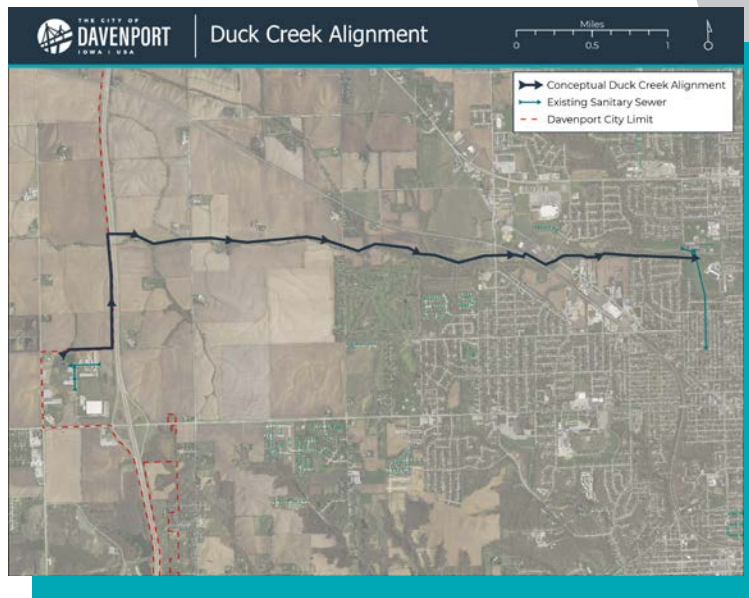 THE CITY OF
DAVENPORT
IOWA | USA
Duck Creek Alignment
Miles
0 0.5 1
Conceptual Duck Creek Alignment
Existing Sanitary Sewer
Davenport City Limit